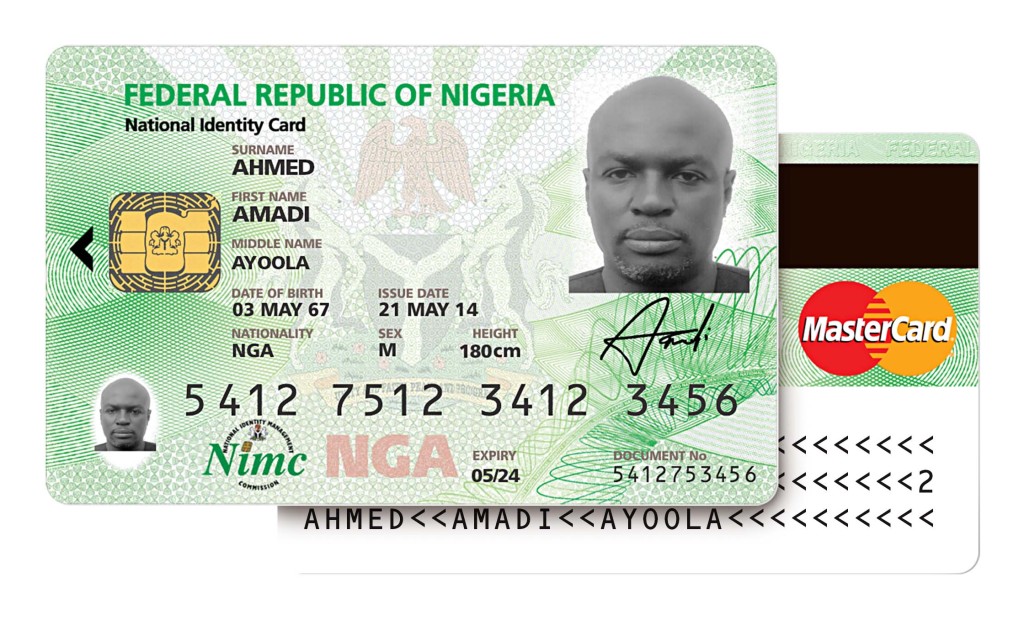 FEDERAL REPUBLIC OF NIGERIA
National Identity Card
SURNAME
AHMED
FIRST NAME
AMADI
MIDDLE NAME
AYOOLA
DATE OF BIRTH ISSUE DATE
03 MAY 67 21 MAY 14
NATIONALITY SEX HEIGHT
NGA M 180cm
Amadi
5412 7512 3412 3456
NATIONAL IDENTITY MANAGEMENT
Nimc
COMMISSION
NGA
EXPIRY
05/24
DOCUMENT No
5412753456
NIGERIA FEDERAL
MasterCard
<<<<<<<
<<<<<<2
AHMED<<AMADI<<AYOOLA<<<<<<<<<<